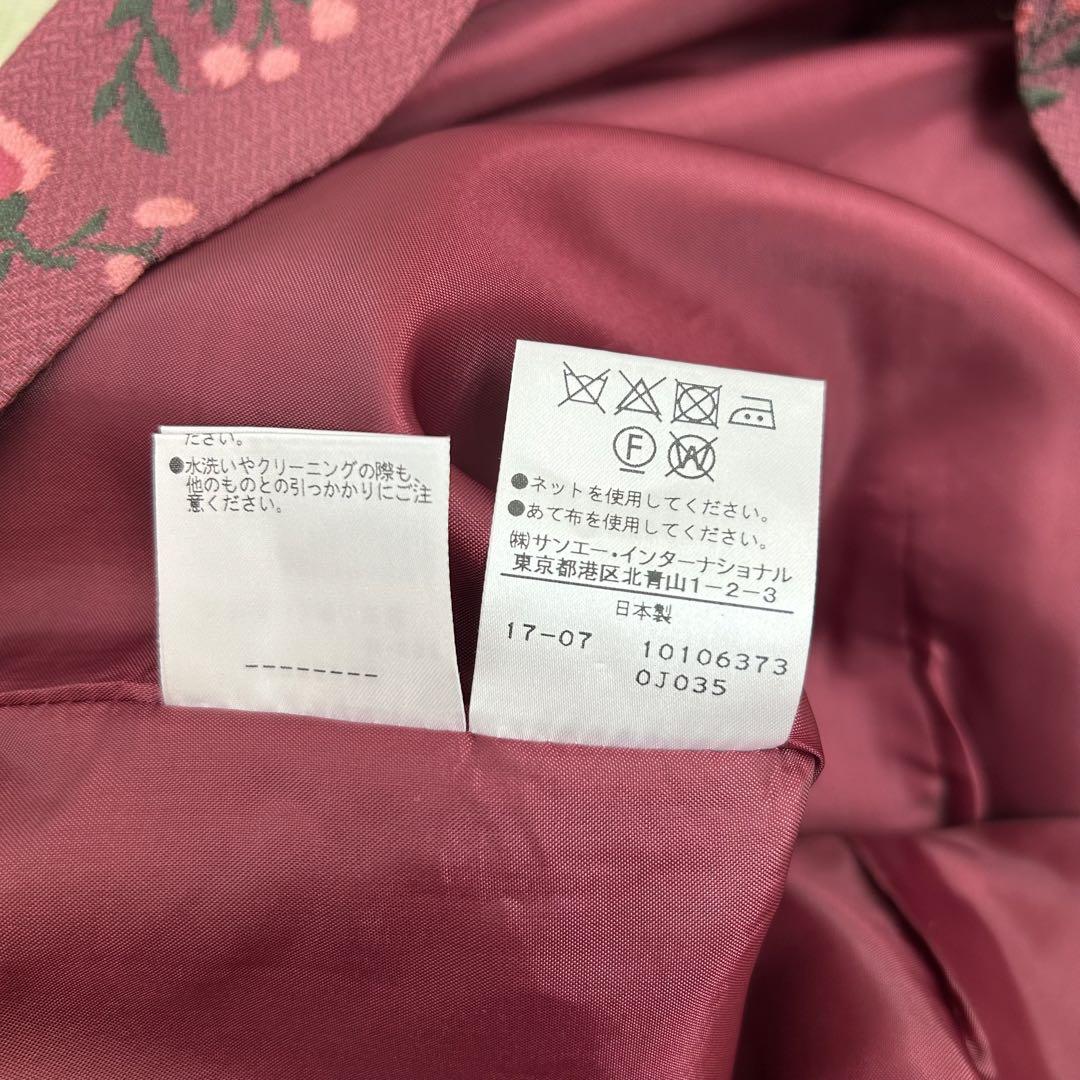 ださい。
●水洗いやクリーニングの際も、
他のものとの引っかかりにご注
意ください。
--------
F W
●ネットを使用してください。
●あて布を使用してください。
㈱サンエー・インターナショナル
東京都港区北青山1-2-3
日本製
17-07 10106373
0J035